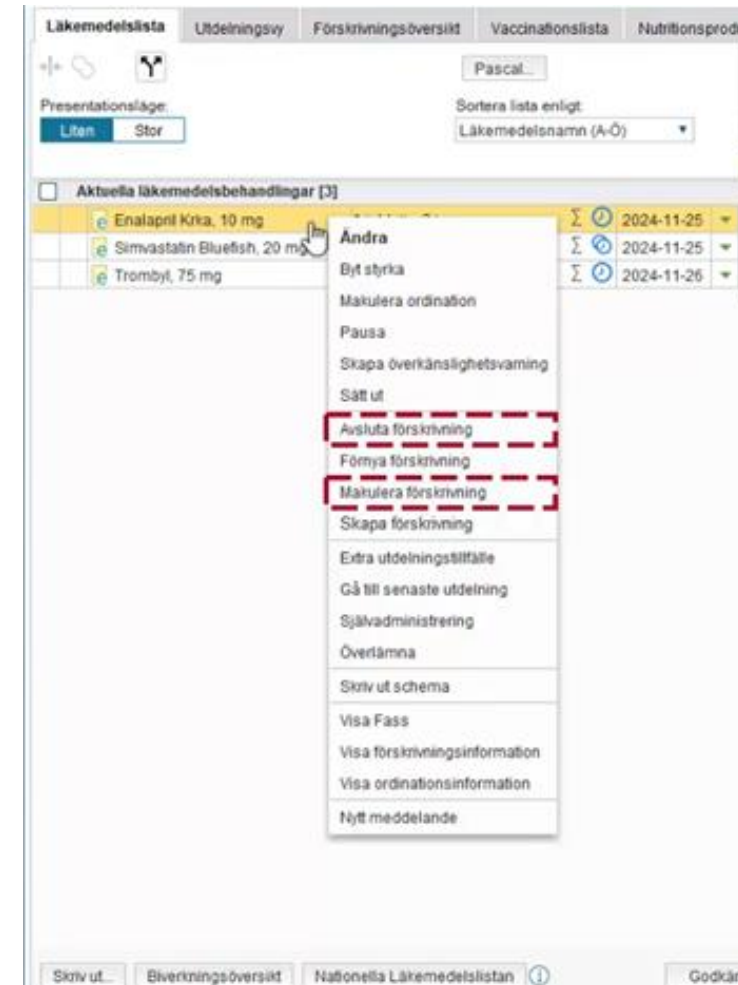 Läkemedelslista Utdelningsvy Förskrivningsöversikt Vaccinationslista Nutritionsprod
Pascal...
Presentationsläge: Sortera lista enligt:
Liten Stor Läkemedelsnamn (A-Ö)
Aktuella läkemedelsbehandlingar [3]
Enalapril Krka, 10 mg Σ 2024-11-25
Simvastatin Bluefish, 20 mg Σ 2024-11-25
Trombyl, 75 mg Σ 2024-11-26
Ändra
Byt styrka
Makulera ordination
Pausa
Skapa överkänslighetsvarning
Sätt ut
Avsluta förskrivning
Förnya förskrivning
Makulera förskrivning
Skapa förskrivning
Extra utdelningstillfälle
Gå till senaste utdelning
Självadministrering
Överlämna
Skriv ut schema
Visa Fass
Visa förskrivningsinformation
Visa ordinationsinformation
Nytt meddelande
Skriv ut... Biverkningsöversikt Nationella Läkemedelslistan Godkän